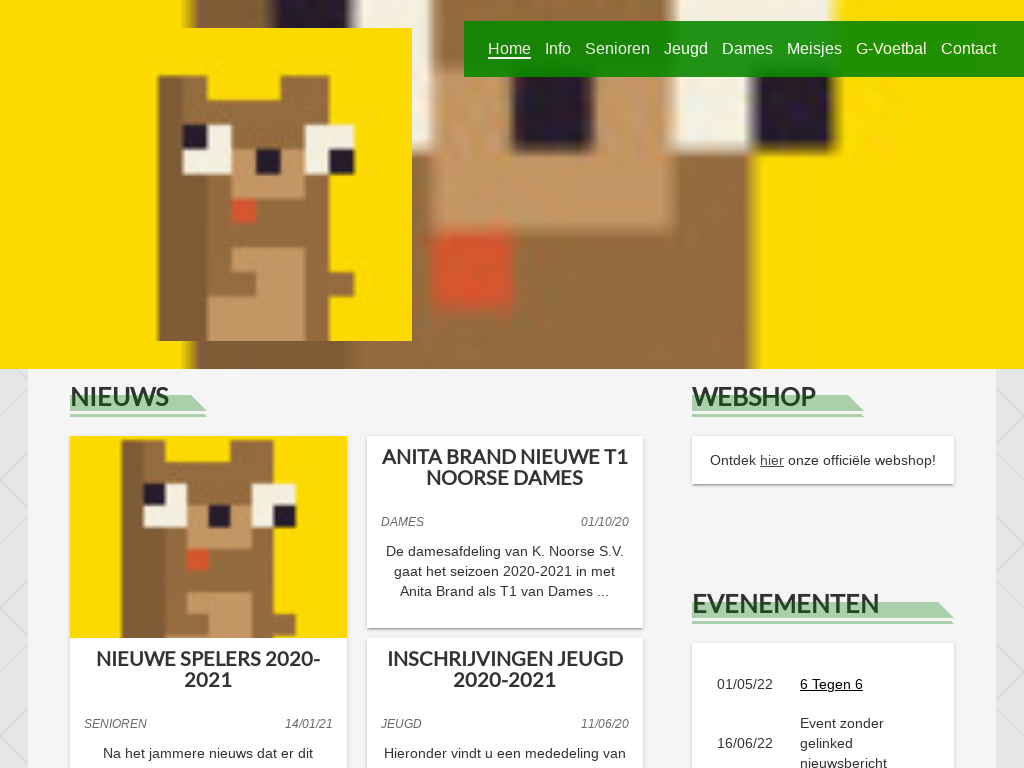 Home Info Senioren Jeugd Dames Meisjes G-Voetbal Contact
NIEUWS
NIEUWE SPELERS 2020-
2021
SENIOREN 14/01/21
Na het jammere nieuws dat er dit
ANITA BRAND NIEUWE T1
NOORSE DAMES
DAMES 01/10/20
De damesafdeling van K. Noorse S.V.
gaat het seizoen 2020-2021 in met
Anita Brand als T1 van Dames ...
INSCHRIJVINGEN JEUGD
2020-2021
JEUGD 11/06/20
Hieronder vindt u een mededeling van
WEBSHOP
Ontdek hier onze officiële webshop!
EVENEMENTEN
01/05/22 6 Tegen 6
16/06/22 Event zonder
gelinked
nieuwsbericht